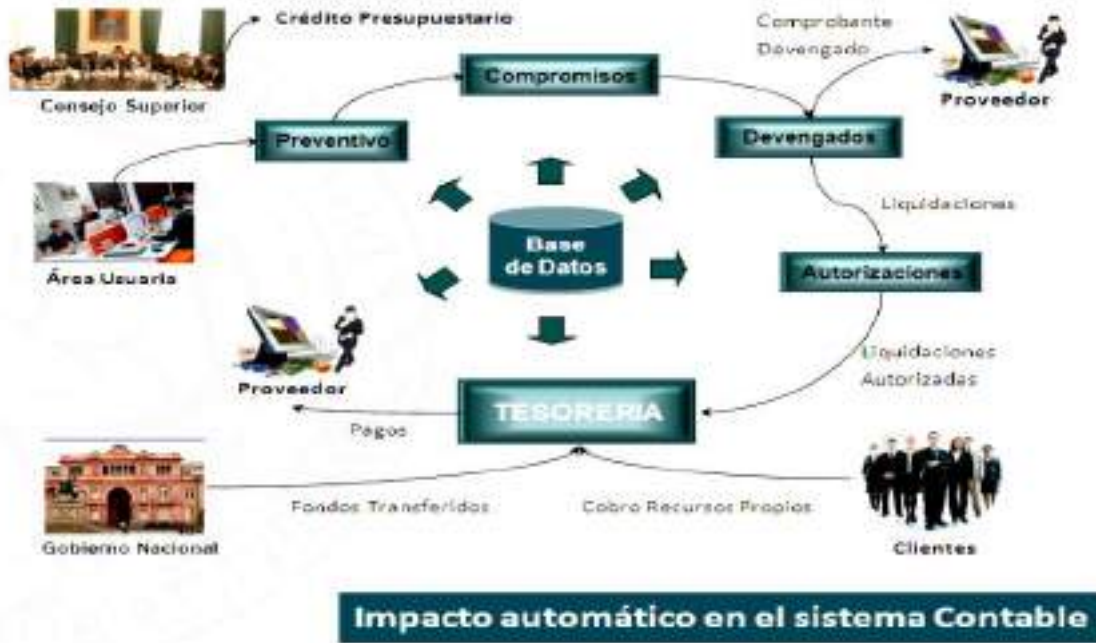 Crédito Presupuestario
Consejo Superior
Comprobante
Devengado
Proveedor
Compromisos
Preventivo
Devengados
Área Usuaria
Liquidaciones
Base
de Datos
Autorizaciones
Proveedor
Liquidaciones
Autorizadas
TESORERIA
Pagos
Gobierno Nacional
Fondos Transferidos
Cobro Recursos Propios
Clientes
Impacto automático en el sistema Contable